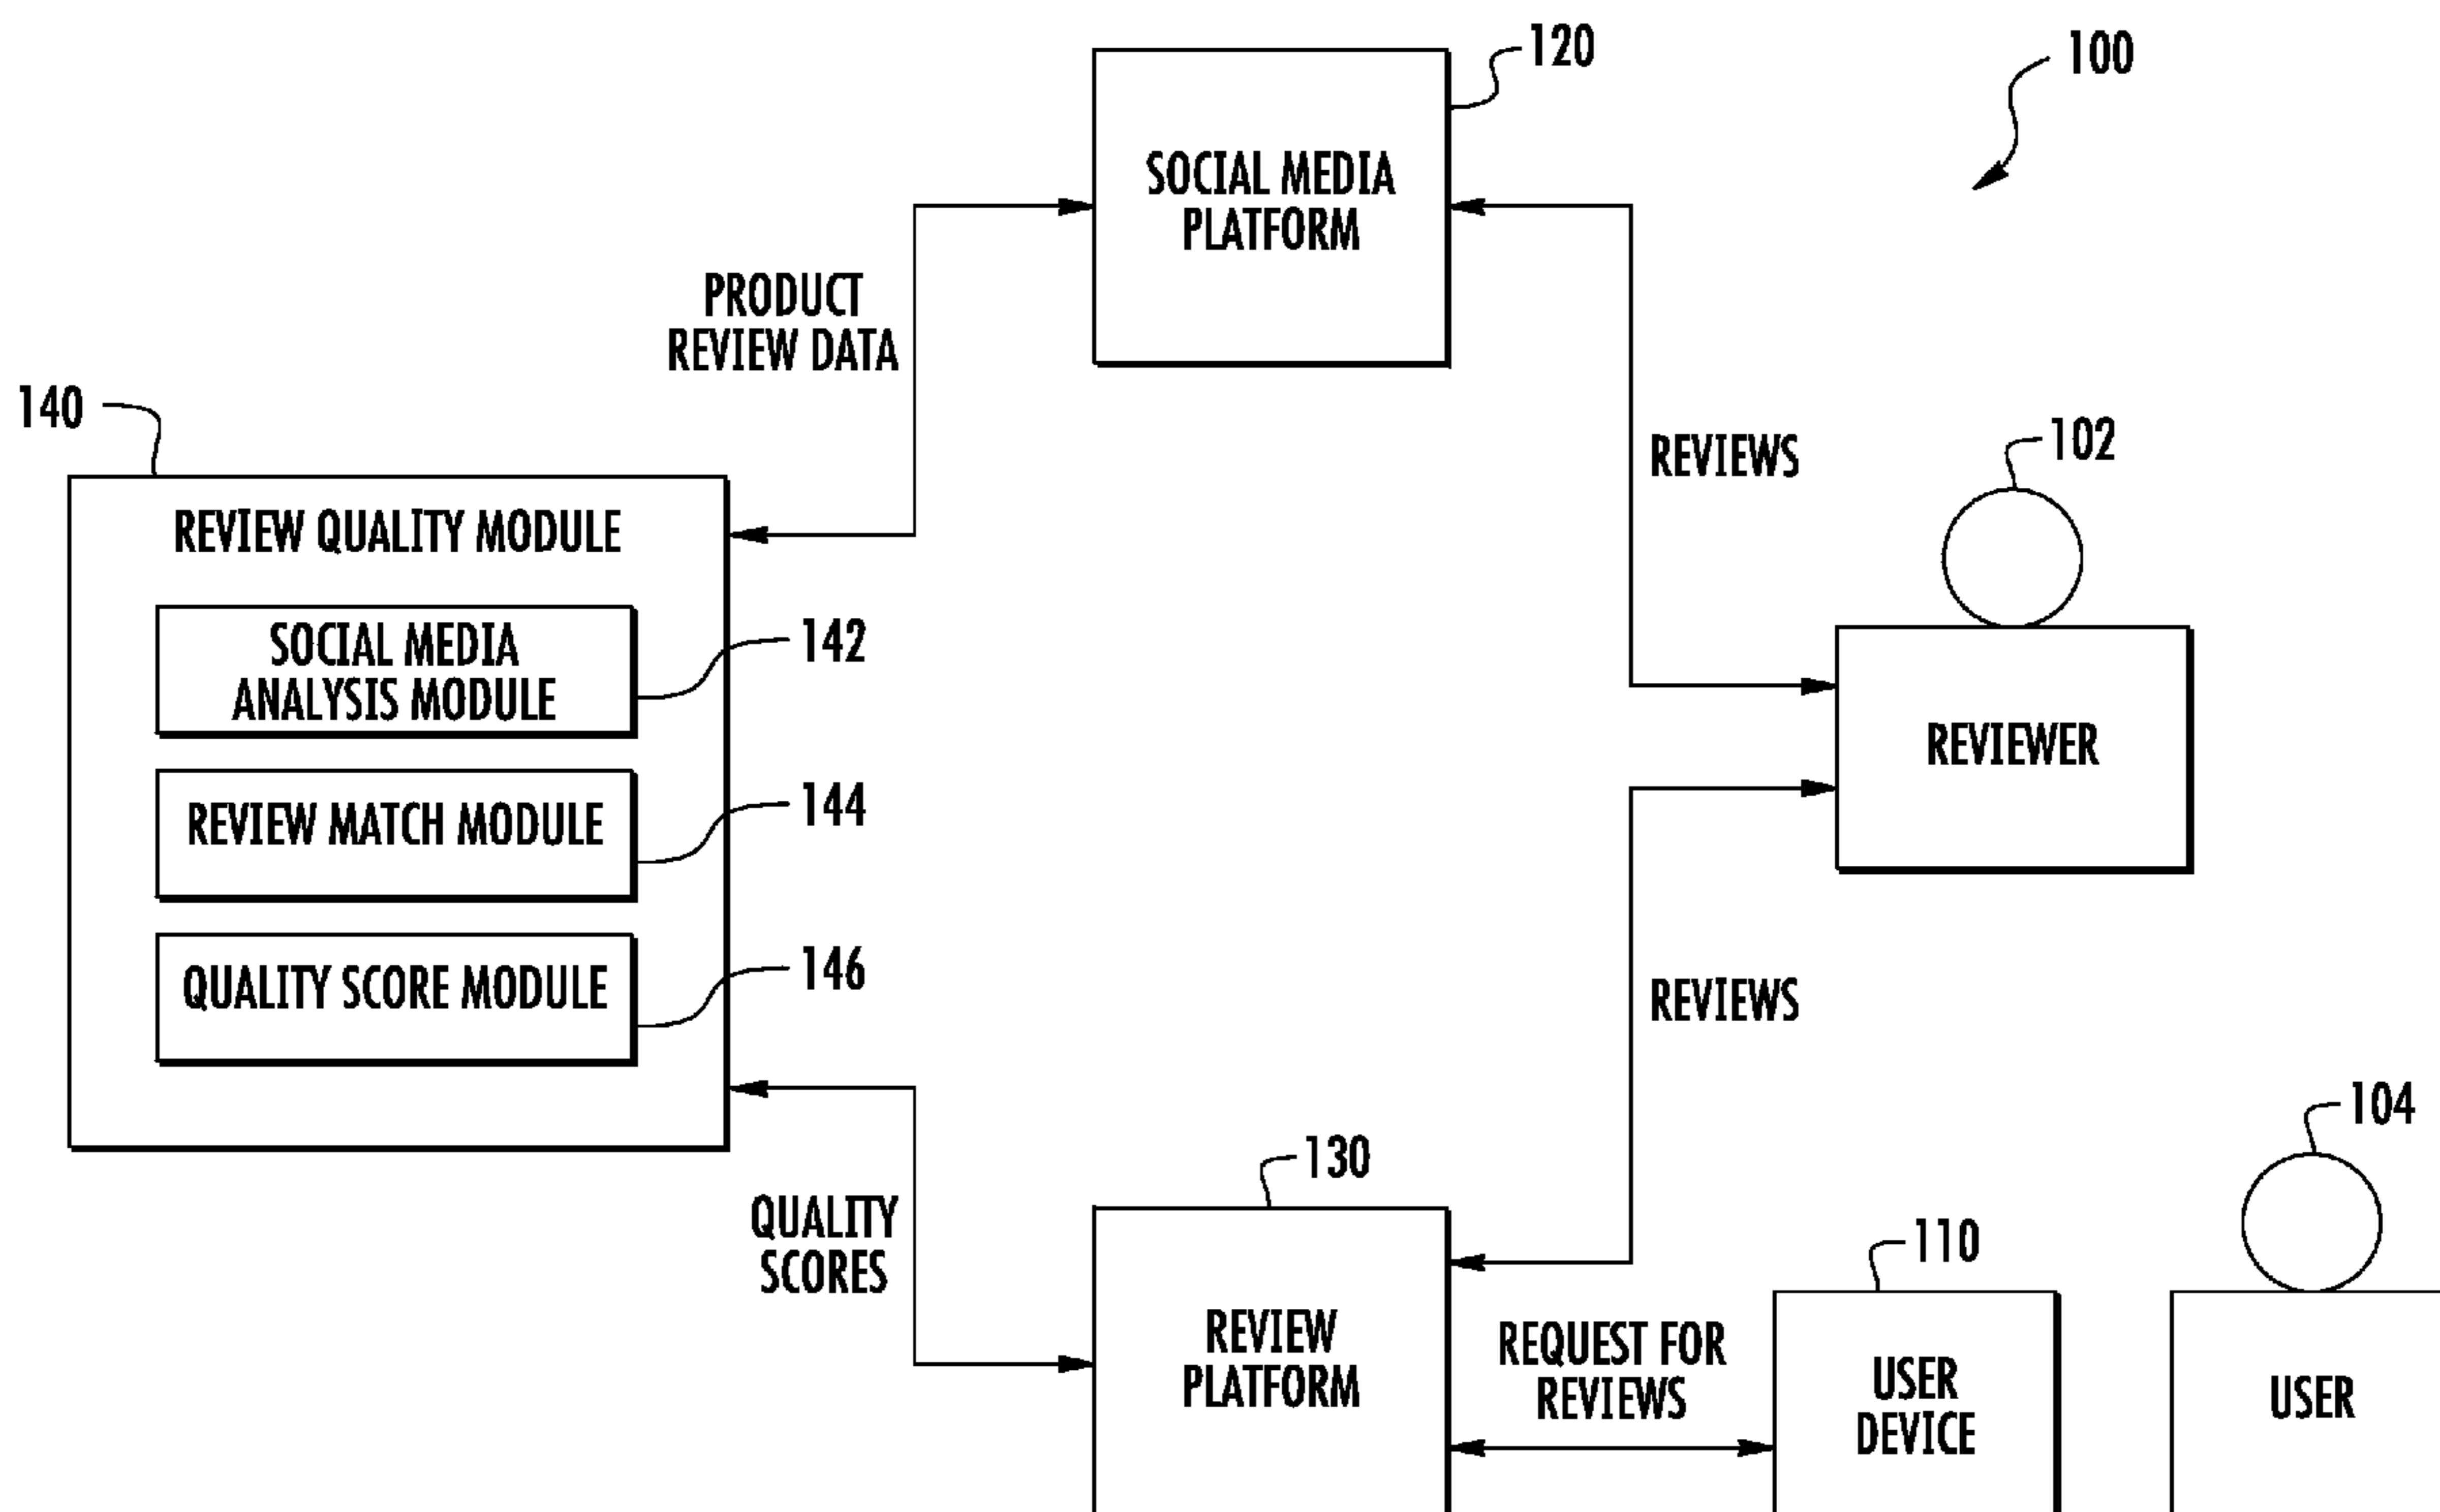 120
100
SOCIAL MEDIA
PLATFORM
PRODUCT
REVIEW DATA
140
REVIEWS
102
REVIEW QUALITY MODULE
SOCIAL MEDIA
ANALYSIS MODULE
142
REVIEWER
REVIEW MATCH MODULE
144
QUALITY SCORE MODULE
146
REVIEWS
104
130
QUALITY
SCORES
110
REVIEW
PLATFORM
REQUEST FOR
REVIEWS
USER
DEVICE
USER